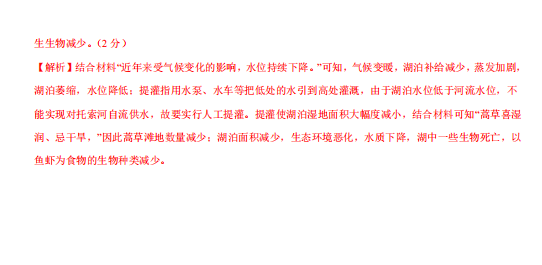 生生物减少。(2 分)
【解析】结合材料“近年来受气候变化的影响，水位持续下降。”可知，气候变暖，湖泊补给减少，蒸发加剧，
湖泊萎缩，水位降低；提灌指用水泵、水车等把低处的水引到高处灌溉，由于湖泊水位低于河流水位，不
能实现对托索河自流供水，故要实行人工提灌。提灌使湖泊湿地面积大幅度减小，结合材料可知“蒿草喜湿
润、忌干旱，”因此蒿草滩地数量减少；湖泊面积减少，生态环境恶化，水质下降，湖中一些生物死亡，以
鱼虾为食物的生物种类减少。